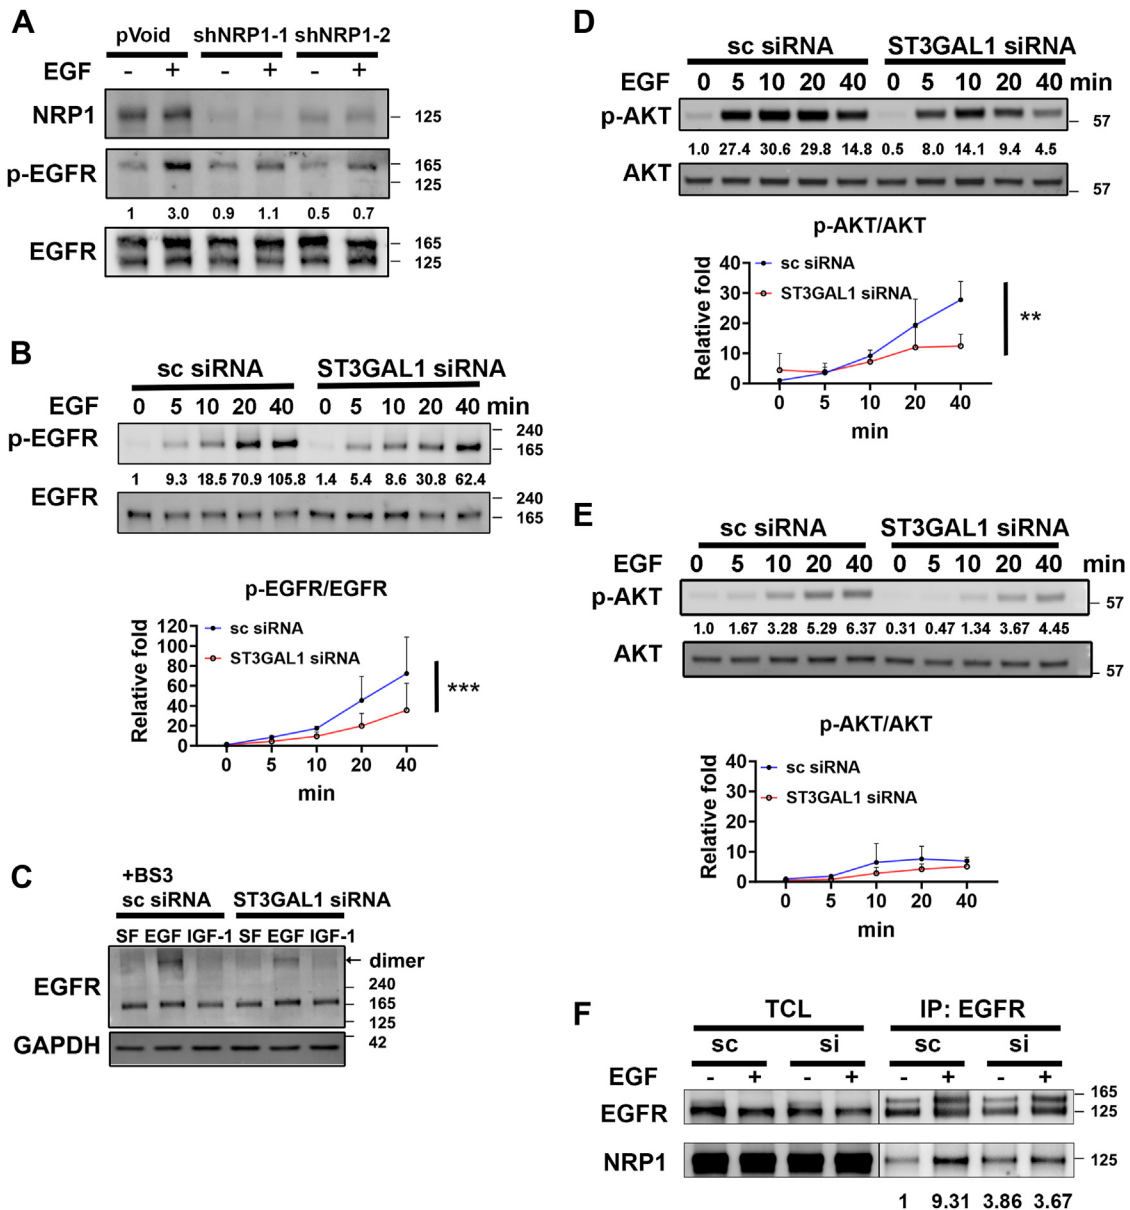 A
pVoid shNRP1-1 shNRP1-2
EGF - + - + - +
NRP1 125
p-EGFR 165
125
1 3.0 0.9 1.1 0.5 0.7
EGFR 165
125
B
sc siRNA ST3GAL1 siRNA
EGF 0 5 10 20 40 0 5 10 20 40 min
p-EGFR 240
165
1 9.3 18.5 70.9 105.8 1.4 5.4 8.6 30.8 62.4
EGFR 240
165
p-EGFR/EGFR
Relative fold
120
100
80
60
40
20
0
sc siRNA
ST3GAL1 siRNA
***
0 5 10 20 40
min
C
+BS3
sc siRNA ST3GAL1 siRNA
SF EGF IGF-1 SF EGF IGF-1
EGFR
dimer
240
165
125
GAPDH 42
D
sc siRNA ST3GAL1 siRNA
EGF 0 5 10 20 40 0 5 10 20 40 min
p-AKT 57
1.0 27.4 30.6 29.8 14.8 0.5 8.0 14.1 9.4 4.5
AKT 57
p-AKT/AKT
Relative fold
40
30
20
10
0
sc siRNA
ST3GAL1 siRNA
**
0 5 10 20 40
min
E
sc siRNA ST3GAL1 siRNA
EGF 0 5 10 20 40 0 5 10 20 40 min
p-AKT 57
1.0 1.67 3.28 5.29 6.37 0.31 0.47 1.34 3.67 4.45
AKT 57
p-AKT/AKT
Relative fold
40
30
20
10
0
sc siRNA
ST3GAL1 siRNA
0 5 10 20 40
min
F
TCL IP: EGFR
sc si sc si
EGF - + - + - + - +
EGFR 165
125
NRP1 125
1 9.31 3.86 3.67